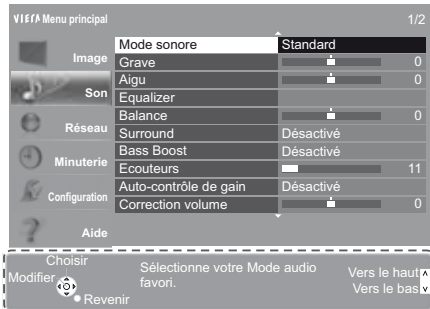 VIERA Menu principal 1/2
Image
Son
Réseau
Minuterie
Configuration
Aide
Mode sonore Standard
Grave 0
Aigu 0
Equalizer
Balance 0
Surround Désactivé
Bass Boost Désactivé
Ecouteurs 11
Auto-contrôle de gain Désactivé
Correction volume 0
Choisir
Modifier
Revenir
Sélectionne votre Mode audio
favori.
Vers le haut
Vers le bas